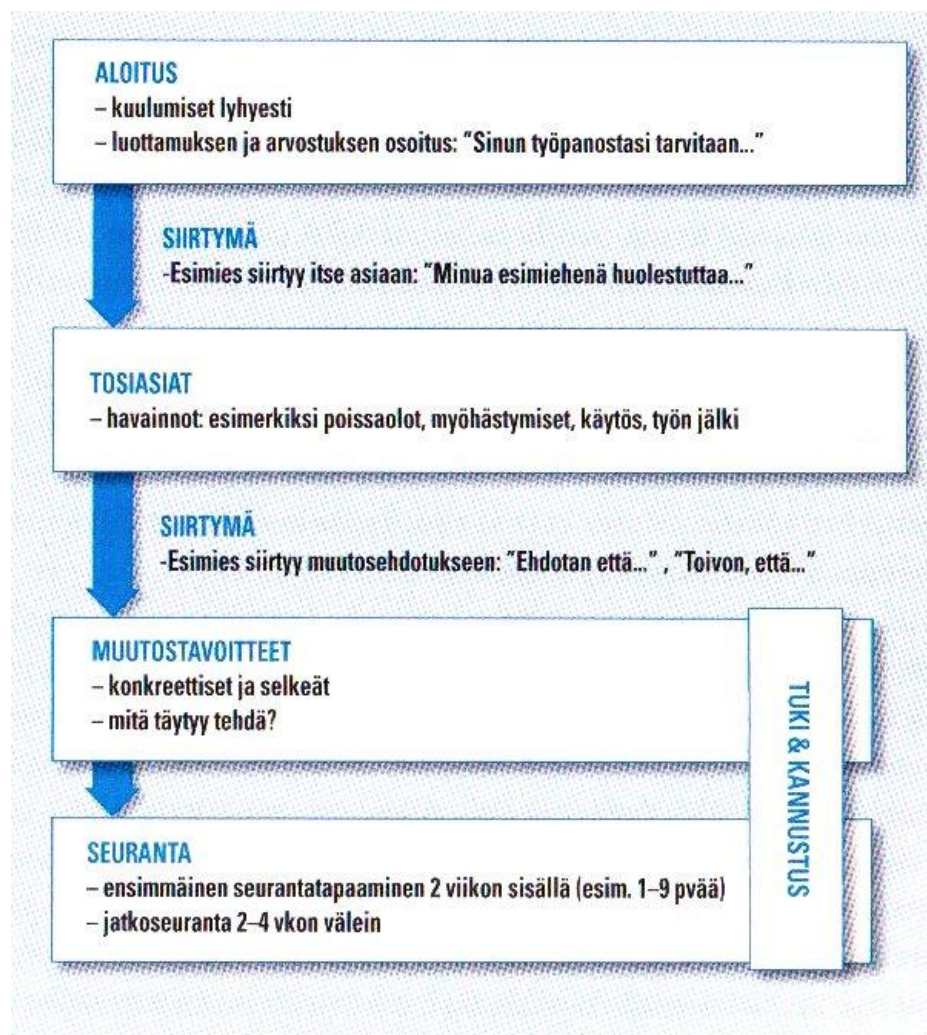 ALOITUS
– kuulumiset lyhyesti
– luottamuksen ja arvostuksen osoitus: "Sinun työpanostasi tarvitaan..."
SIIRTYMÄ
-Esimies siirtyy itse asiaan: "Minua esimiehenä huolestuttaa..."
TOSIASIAT
– havainnot: esimerkiksi poissaolot, myöhästymiset, käytös, työn jälki
SIIRTYMÄ
-Esimies siirtyy muutosehdotukseen: "Ehdotan että..." , "Toivon, että..."
MUUTOSTAVOITTEET
– konkreettiset ja selkeät
– mitä täytyy tehdä?
TUKI & KANNUSTUS
SEURANTA
– ensimmäinen seurantatapaaminen 2 viikon sisällä (esim. 1–9 pvää)
– jatkoseuranta 2–4 vkon välein